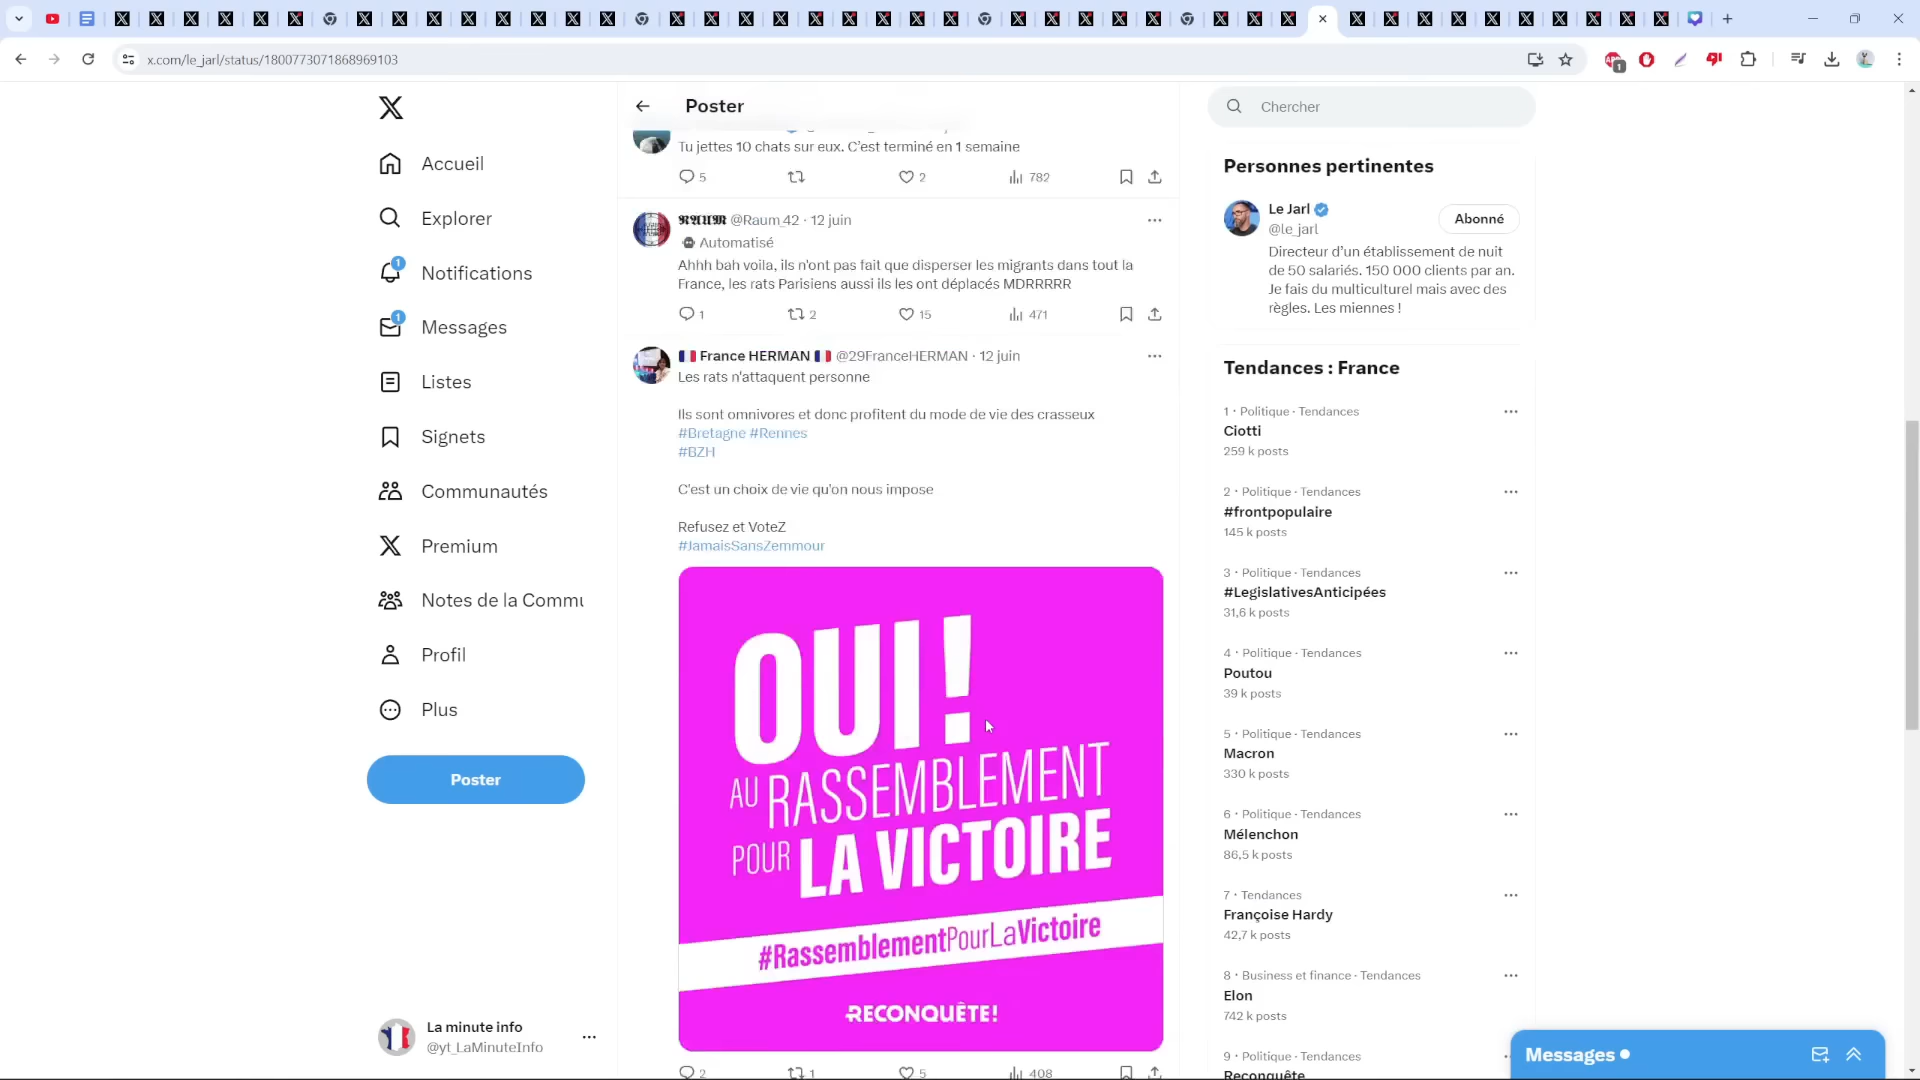 x.com/le_jarl/status/1800773071868969103
1
Accueil
Explorer
1
Notifications
1
Messages
Listes
Signets
Communautés
Premium
Notes de la Commu
Profil
Plus
Poster
La minute info
@yt_LaMinuteInfo
Poster
Tu jettes 10 chats sur eux. C'est terminé en 1 semaine
5 2 782
𝕽𝕬𝖀𝕸 @Raum_42 · 12 juin
Automatisé
Ahhh bah voila, ils n'ont pas fait que disperser les migrants dans tout la
France, les rats Parisiens aussi ils les ont déplacés MDRRRRR
1 2 15 471
France HERMAN @29FranceHERMAN · 12 juin
Les rats n'attaquent personne
Ils sont omnivores et donc profitent du mode de vie des crasseux
#Bretagne #Rennes
#BZH
C'est un choix de vie qu'on nous impose
Refusez et VoteZ
#JamaisSansZemmour
OUI !
AU RASSEMBLEMENT
POUR LA VICTOIRE
#RassemblementPourLaVictoire
RECONQUÊTE!
2 1 5 408
Chercher
Personnes pertinentes
Le Jarl
@le_jarl
Abonné
Directeur d'un établissement de nuit
de 50 salariés. 150 000 clients par an.
Je fais du multiculturel mais avec des
règles. Les miennes !
Tendances : France
1 · Politique · Tendances
Ciotti
259 k posts
2 · Politique · Tendances
#frontpopulaire
145 k posts
3 · Politique · Tendances
#LegislativesAnticipées
31,6 k posts
4 · Politique · Tendances
Poutou
39 k posts
5 · Politique · Tendances
Macron
330 k posts
6 · Politique · Tendances
Mélenchon
86,5 k posts
7 · Tendances
Françoise Hardy
42,7 k posts
8 · Business et finance · Tendances
Elon
742 k posts
9 · Politique · Tendances
Reconquête
Messages